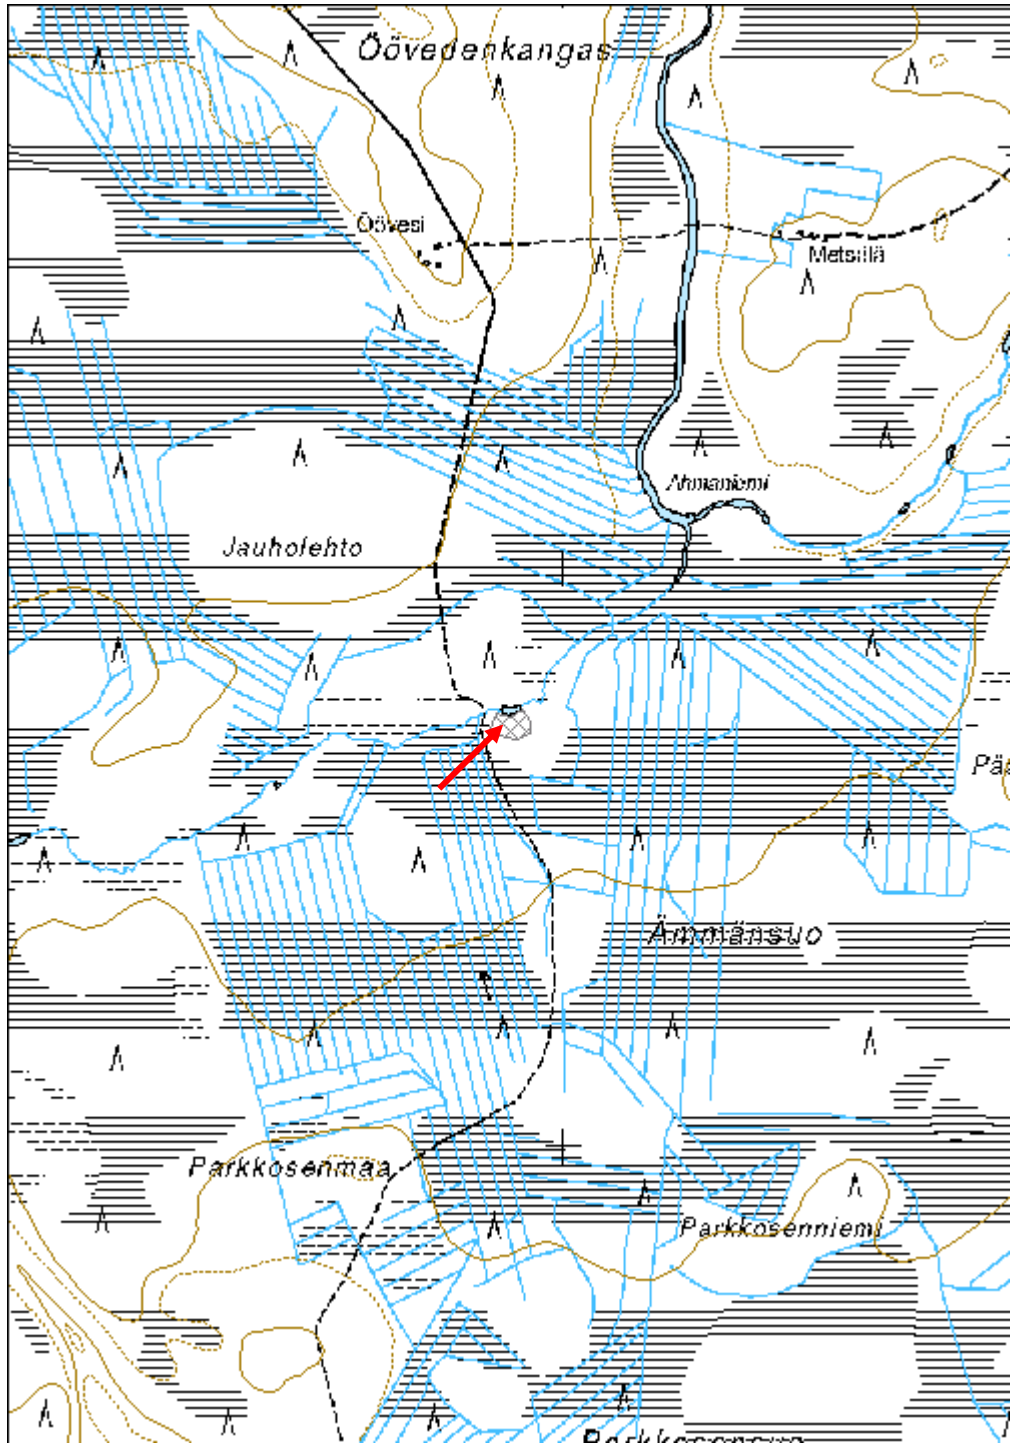 Öövedenkangas
Öövesi
Metsälä
Ahmaniemi
Jauholehto
Ämmänsuo
Parkkosenmaa
Parkkosenniemi